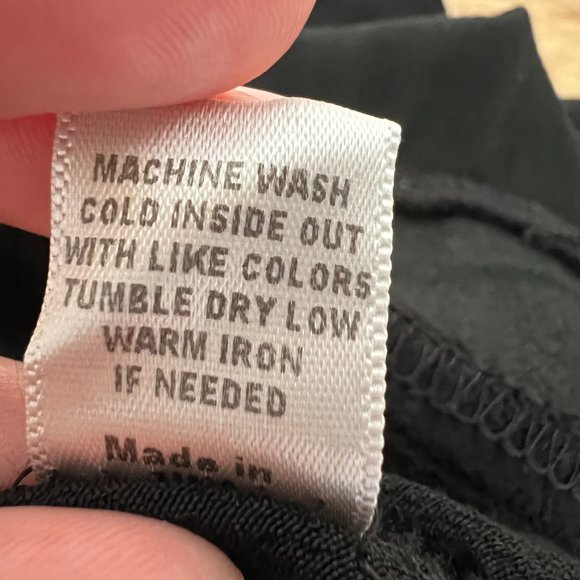 MACHINE WASH
COLD INSIDE OUT
WITH LIKE COLORS
TUMBLE DRY LOW
WARM IRON
IF NEEDED
Made in